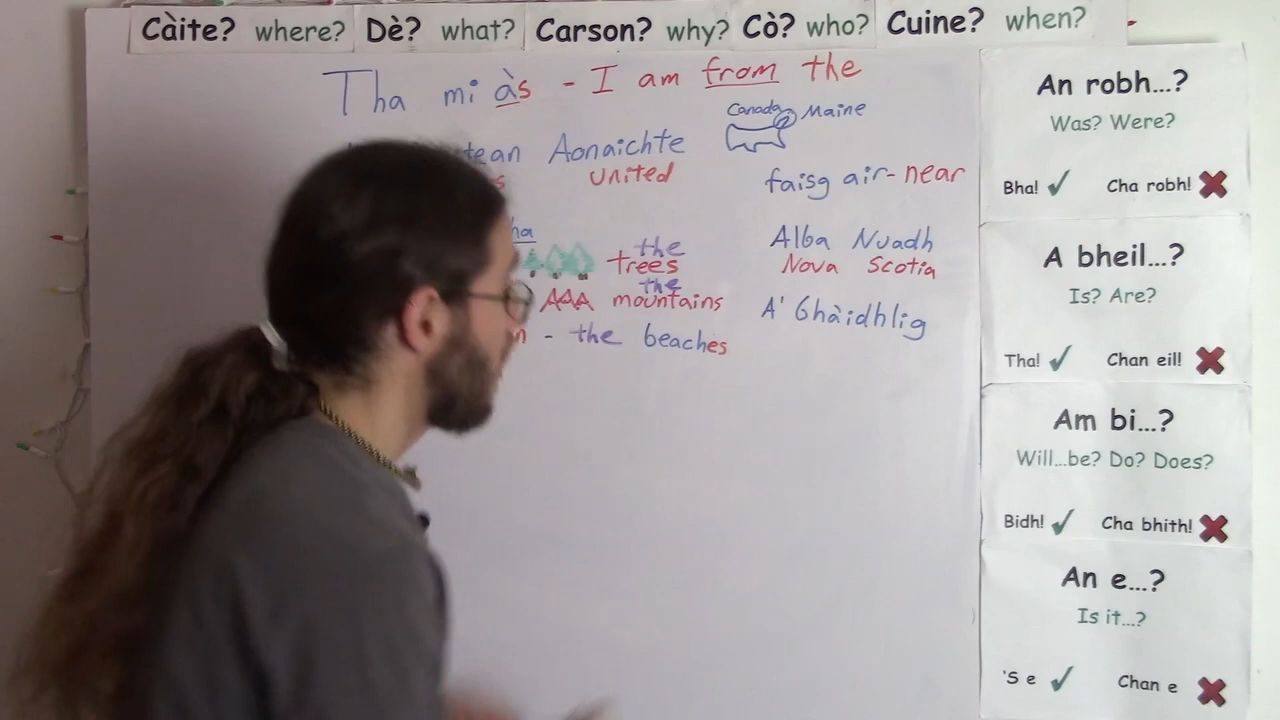 Càite? where? Dè? what? Carson? why? Cò? who? Cuine? when?
Tha mi às - I am from the
Canada Maine
Aonaichte
United
faisg air - near
the
trees
the
mountains
- the beaches
Alba Nuadh
Nova Scotia
A' Ghàidhlig
An robh...?
Was? Were?
Bha! ✓ Cha robh! ✗
A bheil...?
Is? Are?
Tha! ✓ Chan eil! ✗
Am bi...?
Will...be? Do? Does?
Bidh! ✓ Cha bhith! ✗
An e...?
Is it...?
'S e ✓ Chan e ✗